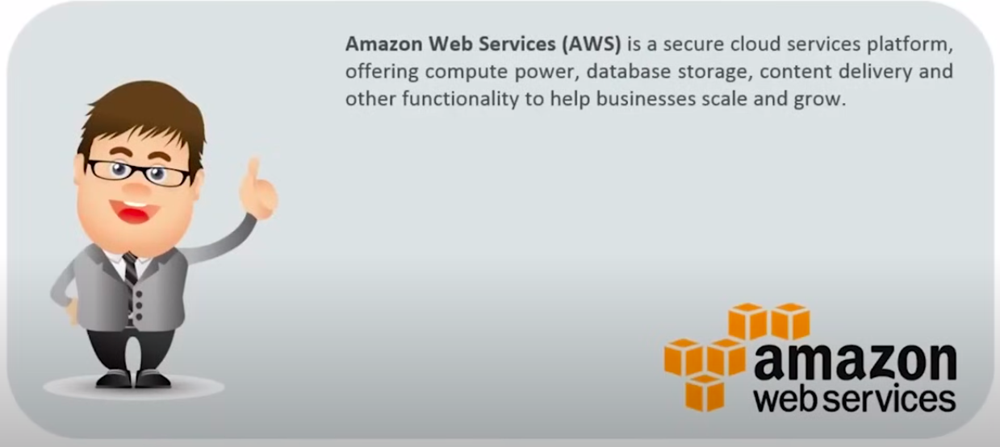 Amazon Web Services (AWS) is a secure cloud services platform,
offering compute power, database storage, content delivery and
other functionality to help businesses scale and grow.
amazon
web services